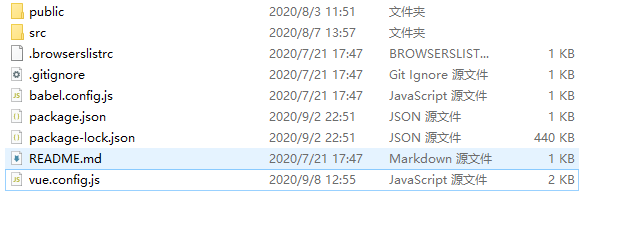 public 2020/8/3 11:51 文件夹
src 2020/8/7 13:57 文件夹
.browserslistrc 2020/7/21 17:47 BROWSERSLIST... 1 KB
.gitignore 2020/7/21 17:47 Git Ignore 源文件 1 KB
babel.config.js 2020/7/21 17:47 JavaScript 源文件 1 KB
package.json 2020/9/2 22:51 JSON 源文件 1 KB
package-lock.json 2020/9/2 22:51 JSON 源文件 440 KB
README.md 2020/7/21 17:47 Markdown 源文件 1 KB
vue.config.js 2020/9/8 12:55 JavaScript 源文件 2 KB